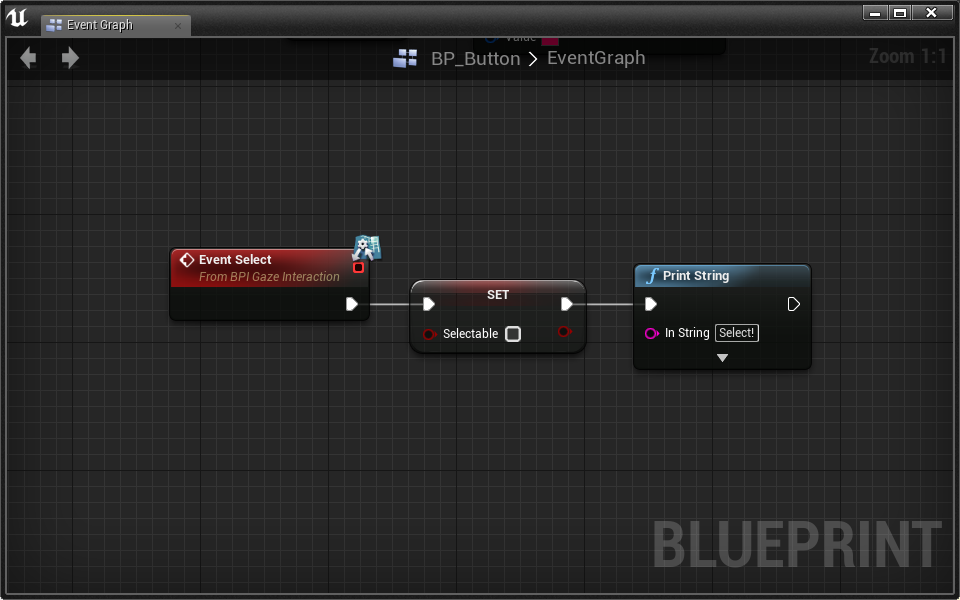 Event Graph
Value
BP_Button > EventGraph
Zoom 1:1
Event Select
From BPI Gaze Interaction
SET
Selectable
Print String
In String Select!
BLUEPRINT